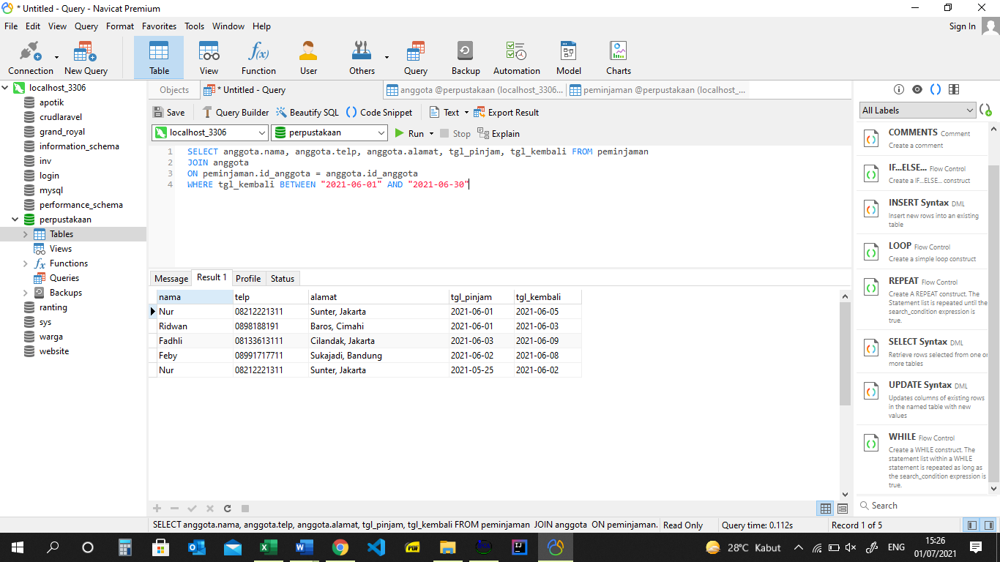 * Untitled - Query - Navicat Premium
File Edit View Query Format Favorites Tools Window Help Sign In
Connection New Query Table View Function User Others Query Backup Automation Model Charts
localhost_3306
apotik
crudlaravel
grand_royal
information_schema
inv
login
mysql
performance_schema
perpustakaan
Tables
Views
Functions
Queries
Backups
ranting
sys
warga
website
Objects * Untitled - Query anggota @perpustakaan (localhost_3306... peminjaman @perpustakaan (localhost_...
Save Query Builder Beautify SQL Code Snippet Text Export Result
localhost_3306 perpustakaan Run Stop Explain
1 SELECT anggota.nama, anggota.telp, anggota.alamat, tgl_pinjam, tgl_kembali FROM peminjaman
2 JOIN anggota
3 ON peminjaman.id_anggota = anggota.id_anggota
4 WHERE tgl_kembali BETWEEN "2021-06-01" AND "2021-06-30"
Message Result 1 Profile Status
nama telp alamat tgl_pinjam tgl_kembali
Nur 08212221311 Sunter, Jakarta 2021-06-01 2021-06-05
Ridwan 0898188191 Baros, Cimahi 2021-06-01 2021-06-03
Fadhli 08133613111 Cilandak, Jakarta 2021-06-03 2021-06-09
Feby 08991717711 Sukajadi, Bandung 2021-06-02 2021-06-08
Nur 08212221311 Sunter, Jakarta 2021-05-25 2021-06-02
All Labels
COMMENTS Comment
Create a comment
IF...ELSE... Flow Control
Create a IF...ELSE... construct
INSERT Syntax DML
Insert new rows into an existing
table
LOOP Flow Control
Create a simple loop construct
REPEAT Flow Control
Create A REPEAT construct. The
Statement list is repeated until the
search_condition expression is
true.
SELECT Syntax DML
Retrieve rows selected from one or
more tables
UPDATE Syntax DML
Updates columns of existing rows
in the named table with new
values
WHILE Flow Control
Create a WHILE construct. The
statement list within a WHILE
statement is repeated as long as
the search_condition expression is
true.
Search
SELECT anggota.nama, anggota.telp, anggota.alamat, tgl_pinjam, tgl_kembali FROM peminjaman JOIN anggota ON peminjaman. Read Only Query time: 0.112s Record 1 of 5
PDF IJ 28°C Kabut ENG 15:26
01/07/2021